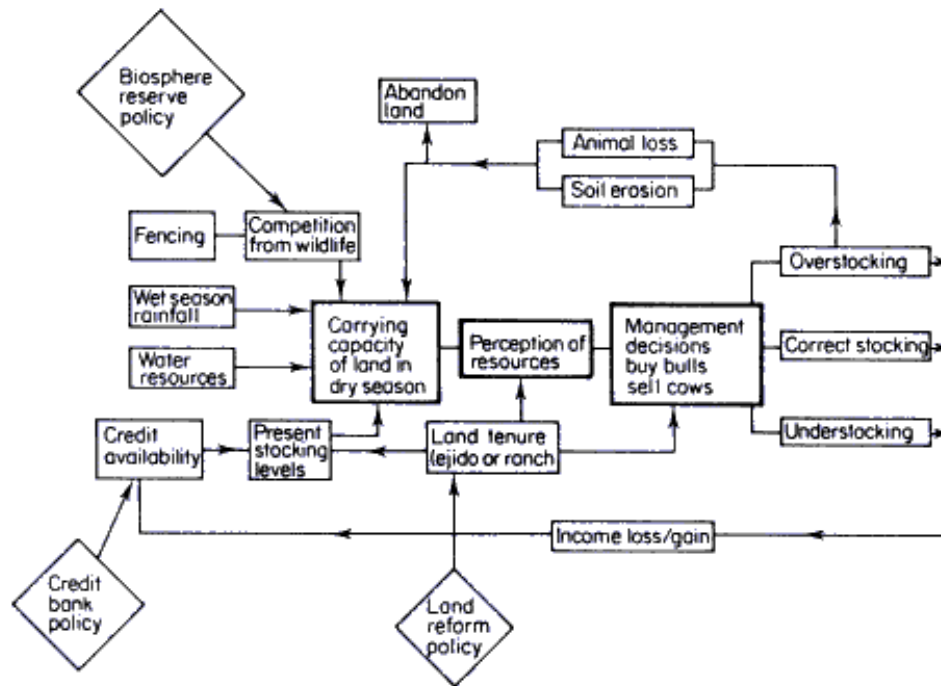 Biosphere
reserve
policy
Abandon
land
Animal loss
Soil erosion
Fencing
Competition
from wildlife
Overstocking
Wet season
rainfall
Carrying
capacity
of land in
dry season
Perception of
resources
Management
decisions
buy bulls
sell cows
Correct stocking
Water
resources
Credit
availability
Present
stocking
levels
Land tenure
(ejido or ranch
Understocking
Income loss/gain
Credit
bank
policy
Land
reform
policy